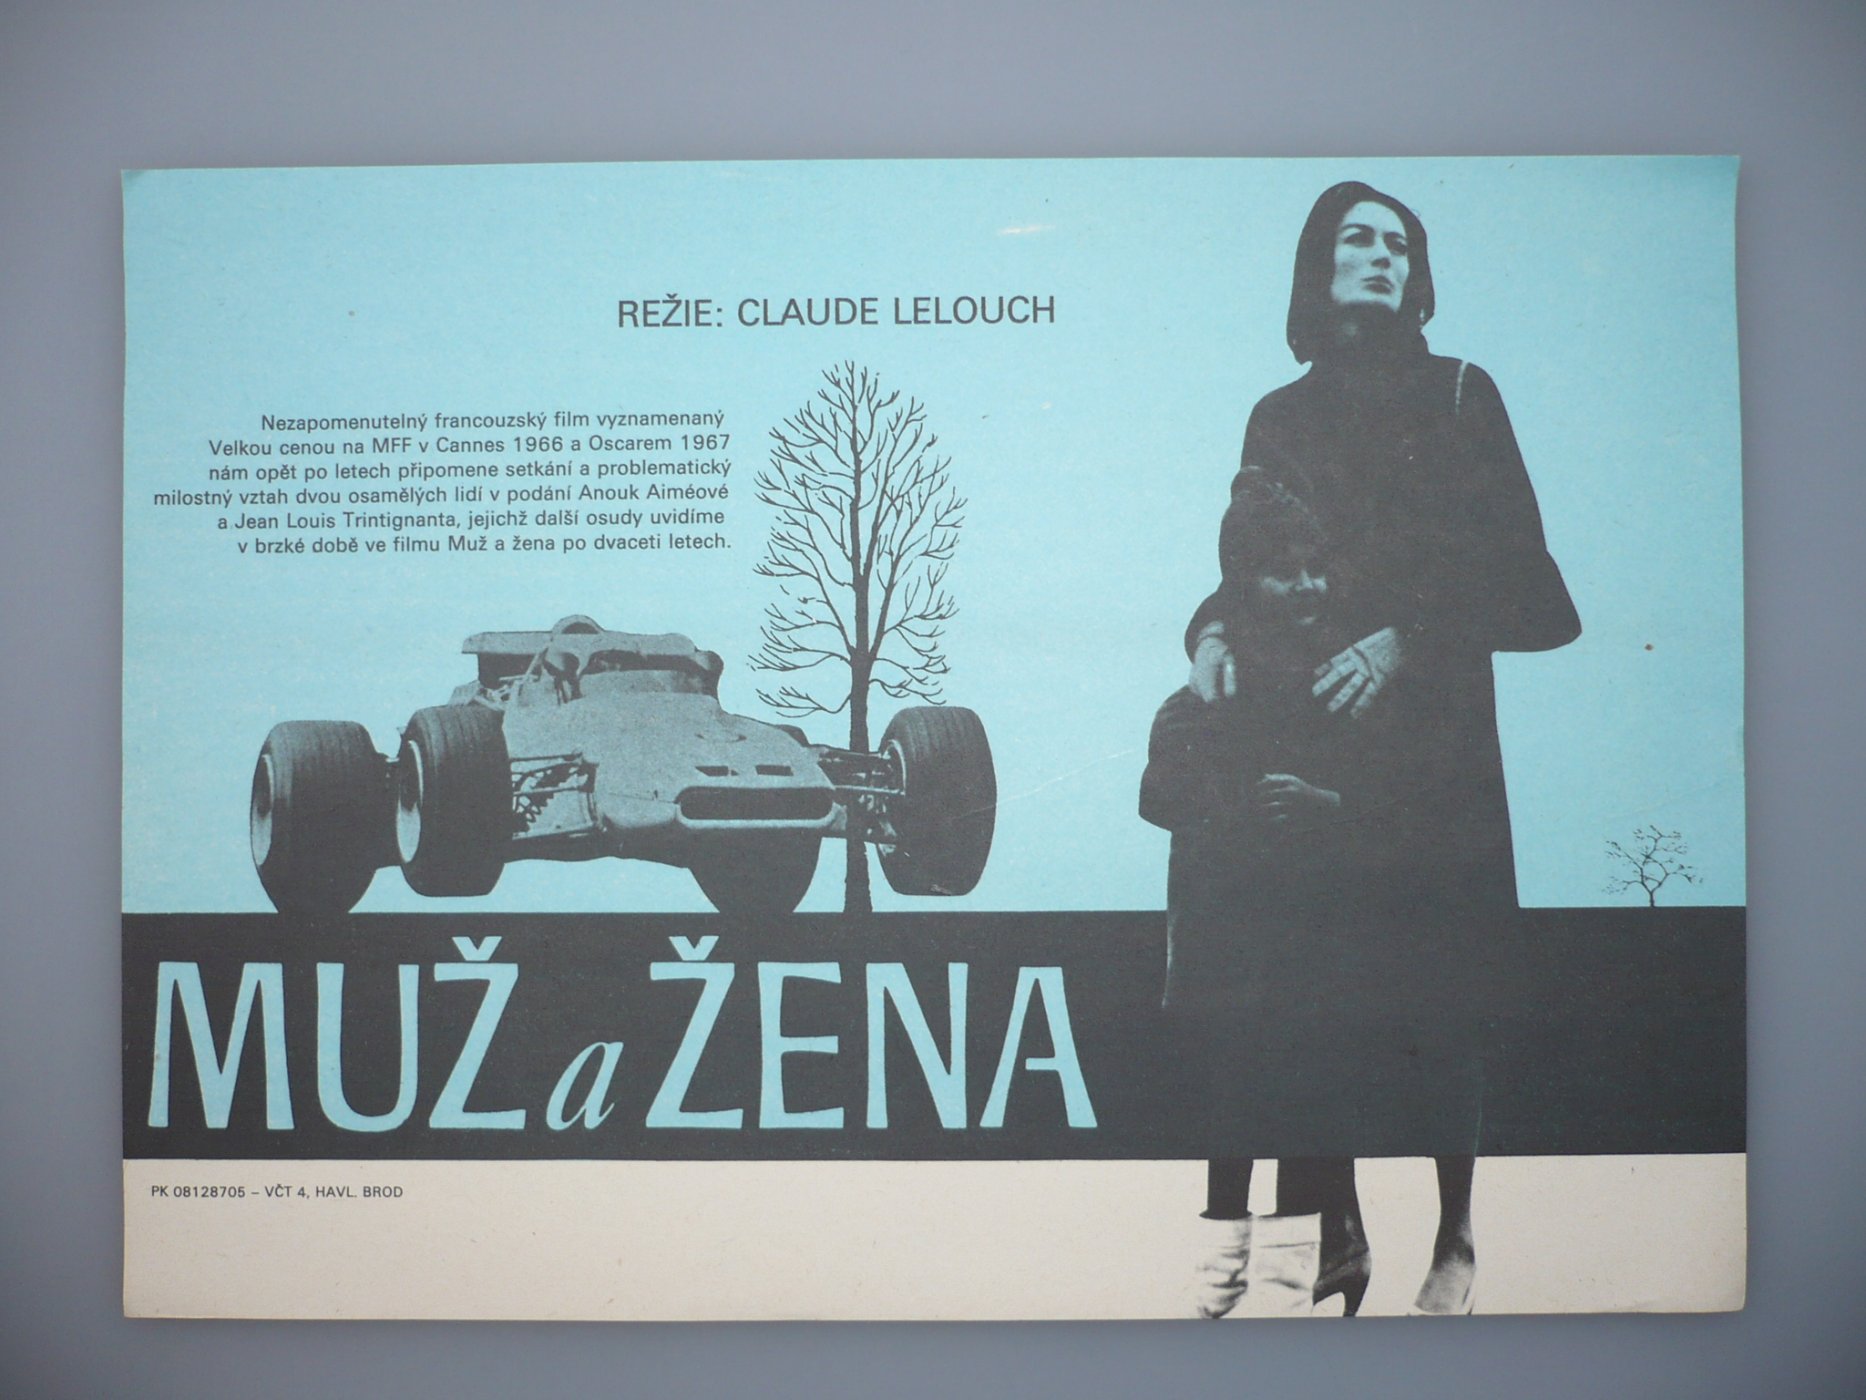 REŽIE: CLAUDE LELOUCH
Nezapomenutelný francouzský film vyznamenaný
Velkou cenou na MFF v Cannes 1966 a Oscarem 1967
nám opět po letech připomene setkání a problematický
milostný vztah dvou osamělých lidí v podání Anouk Aiméové
a Jean Louis Trintignanta, jejichž další osudy uvidíme
v brzké době ve filmu Muž a žena po dvaceti letech.
MUŽ a ŽENA
PK 08128705 – VČT 4, HAVL. BROD